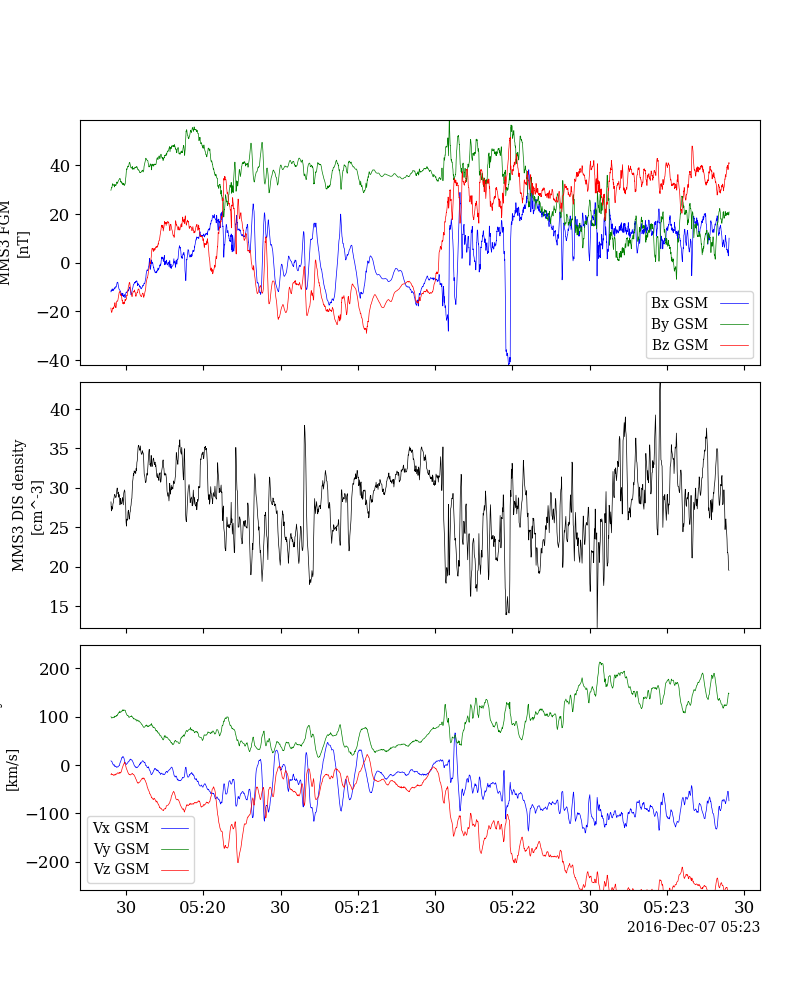 MMS3 FGM
[nT]
40
20
0
−20
−40
Bx GSM
By GSM
Bz GSM
MMS3 DIS density
[cm^-3]
40
35
30
25
20
15
[km/s]
200
100
0
−100
−200
Vx GSM
Vy GSM
Vz GSM
30 05:20 30 05:21 30 05:22 30 05:23 30
2016-Dec-07 05:23